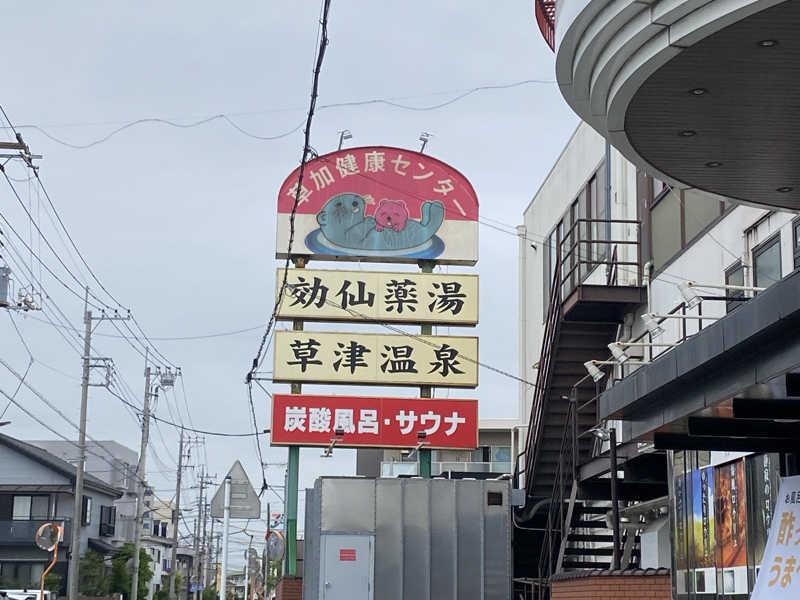 草加健康センター
効仙薬湯
草津温泉
炭酸風呂・サウナ